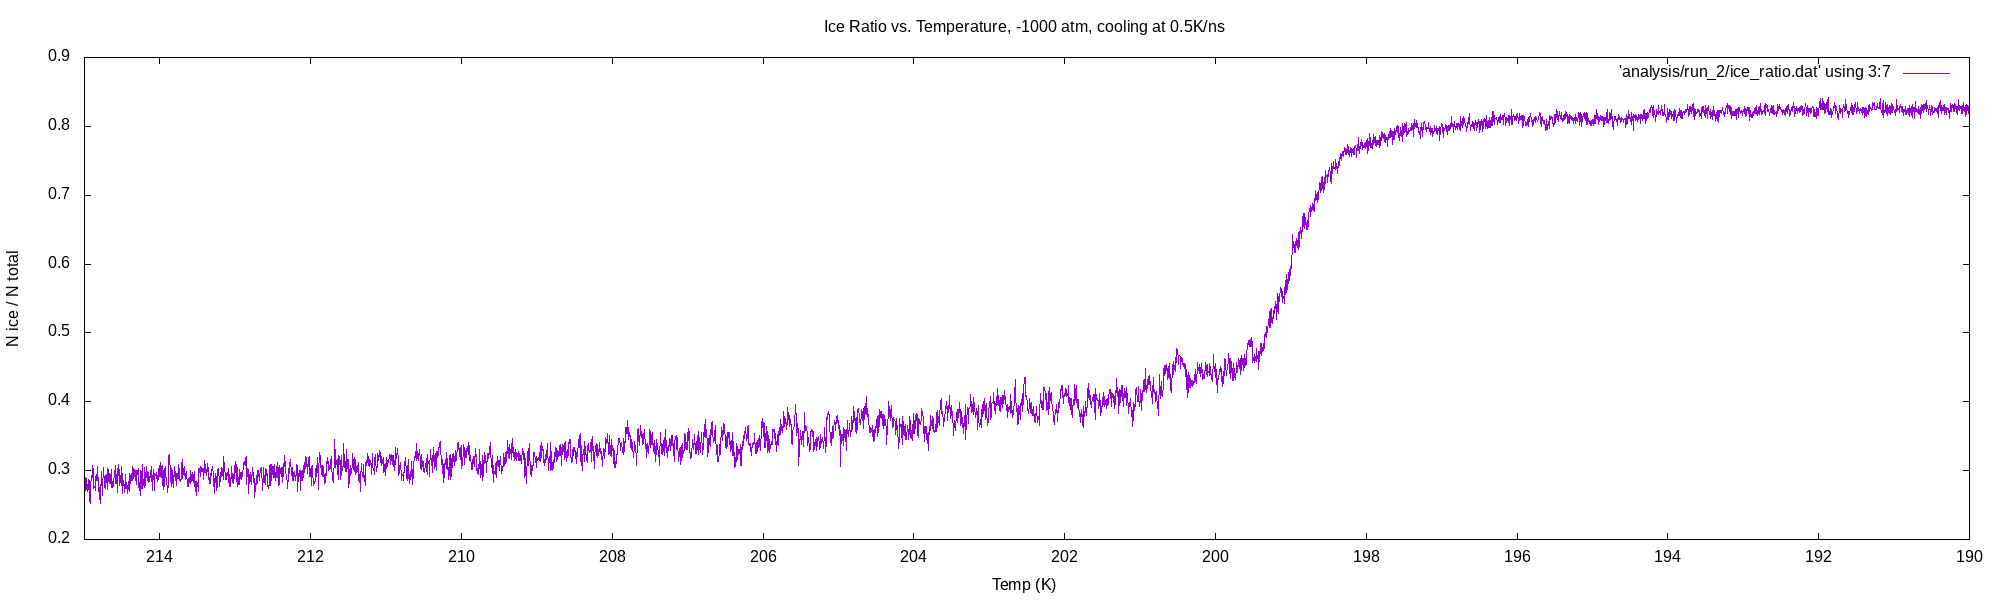 Ice Ratio vs. Temperature, -1000 atm, cooling at 0.5K/ns
'analysis/run_2/ice_ratio.dat' using 3:7
N ice / N total
0.9
0.8
0.7
0.6
0.5
0.4
0.3
0.2
214 212 210 208 206 204 202 200 198 196 194 192 190
Temp (K)